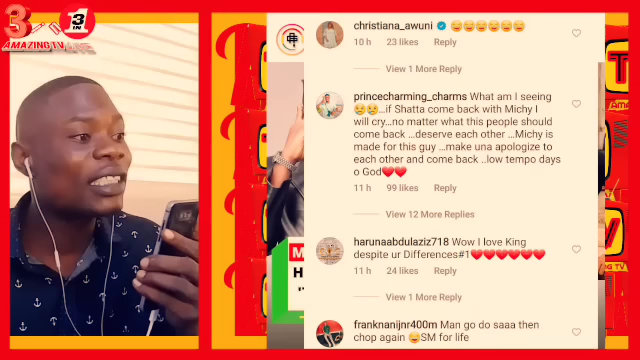 3 in 1
AMAZING TV
christiana_awuni 😄😄😄😄😄😄
10 h 23 likes Reply
View 1 More Reply
princecharming_charms What am I seeing
😢😢...if Shatta come back with Michy I
will cry...no matter what this people should
come back ...deserve each other ...Michy is
made for this guy ...make una apologize to
each other and come back ..low tempo days
o God❤️❤️
11 h 99 likes Reply
View 12 More Replies
harunaabdulaziz718 Wow I love King
despite ur Differences#1❤️❤️❤️❤️❤️❤️❤️
11 h 24 likes Reply
View 1 More Reply
franknanijnr400m Man go do saaa then
chop again 😄SM for life